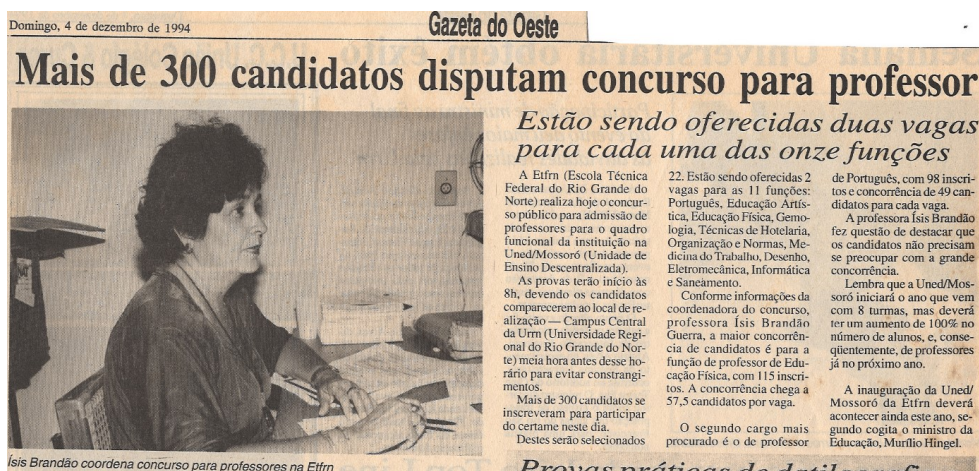 Domingo, 4 de dezembro de 1994
Gazeta do Oeste
Mais de 300 candidatos disputam concurso para professor
Estão sendo oferecidas duas vagas
para cada uma das onze funções
A Etfrn (Escola Técnica
Federal do Rio Grande do
Norte) realiza hoje o concur-
so público para admissão de
professores para o quadro
funcional da instituição na
Uned/Mossoró (Unidade de
Ensino Descentralizada).
As provas terão início às
8h, devendo os candidatos
comparecerem ao local de re-
alização — Campus Central
da Urrn (Universidade Regi-
onal do Rio Grande do Nor-
te) meia hora antes desse ho-
rário para evitar constrangi-
mentos.
Mais de 300 candidatos se
inscreveram para participar
do certame neste dia.
Destes serão selecionados
22. Estão sendo oferecidas 2
vagas para as 11 funções:
Português, Educação Artís-
tica, Educação Física, Gemo-
logia, Técnicas de Hotelaria,
Organização e Normas, Me-
dicina do Trabalho, Desenho,
Eletromecânica, Informática
e Saneamento.
Conforme informações da
coordenadora do concurso,
professora Ísis Brandão
Guerra, a maior concorrên-
cia de candidatos é para a
função de professor de Edu-
cação Física, com 115 inscri-
tos. A concorrência chega a
57,5 candidatos por vaga.
O segundo cargo mais
procurado é o de professor
de Português, com 98 inscri-
tos e concorrência de 49 can-
didatos para cada vaga.
A professora Ísis Brandão
fez questão de destacar que
os candidatos não precisam
se preocupar com a grande
concorrência.
Lembra que a Uned/Mos-
soró iniciará o ano que vem
com 8 turmas, mas deverá
ter um aumento de 100% no
número de alunos, e, conse-
qüentemente, de professores
já no próximo ano.
A inauguração da Uned/
Mossoró da Etfrn deverá
acontecer ainda este ano, se-
gundo cogita o ministro da
Educação, Murílio Hingel.
Ísis Brandão coordena concurso para professores na Etfrn
Provas práticas de datilografi